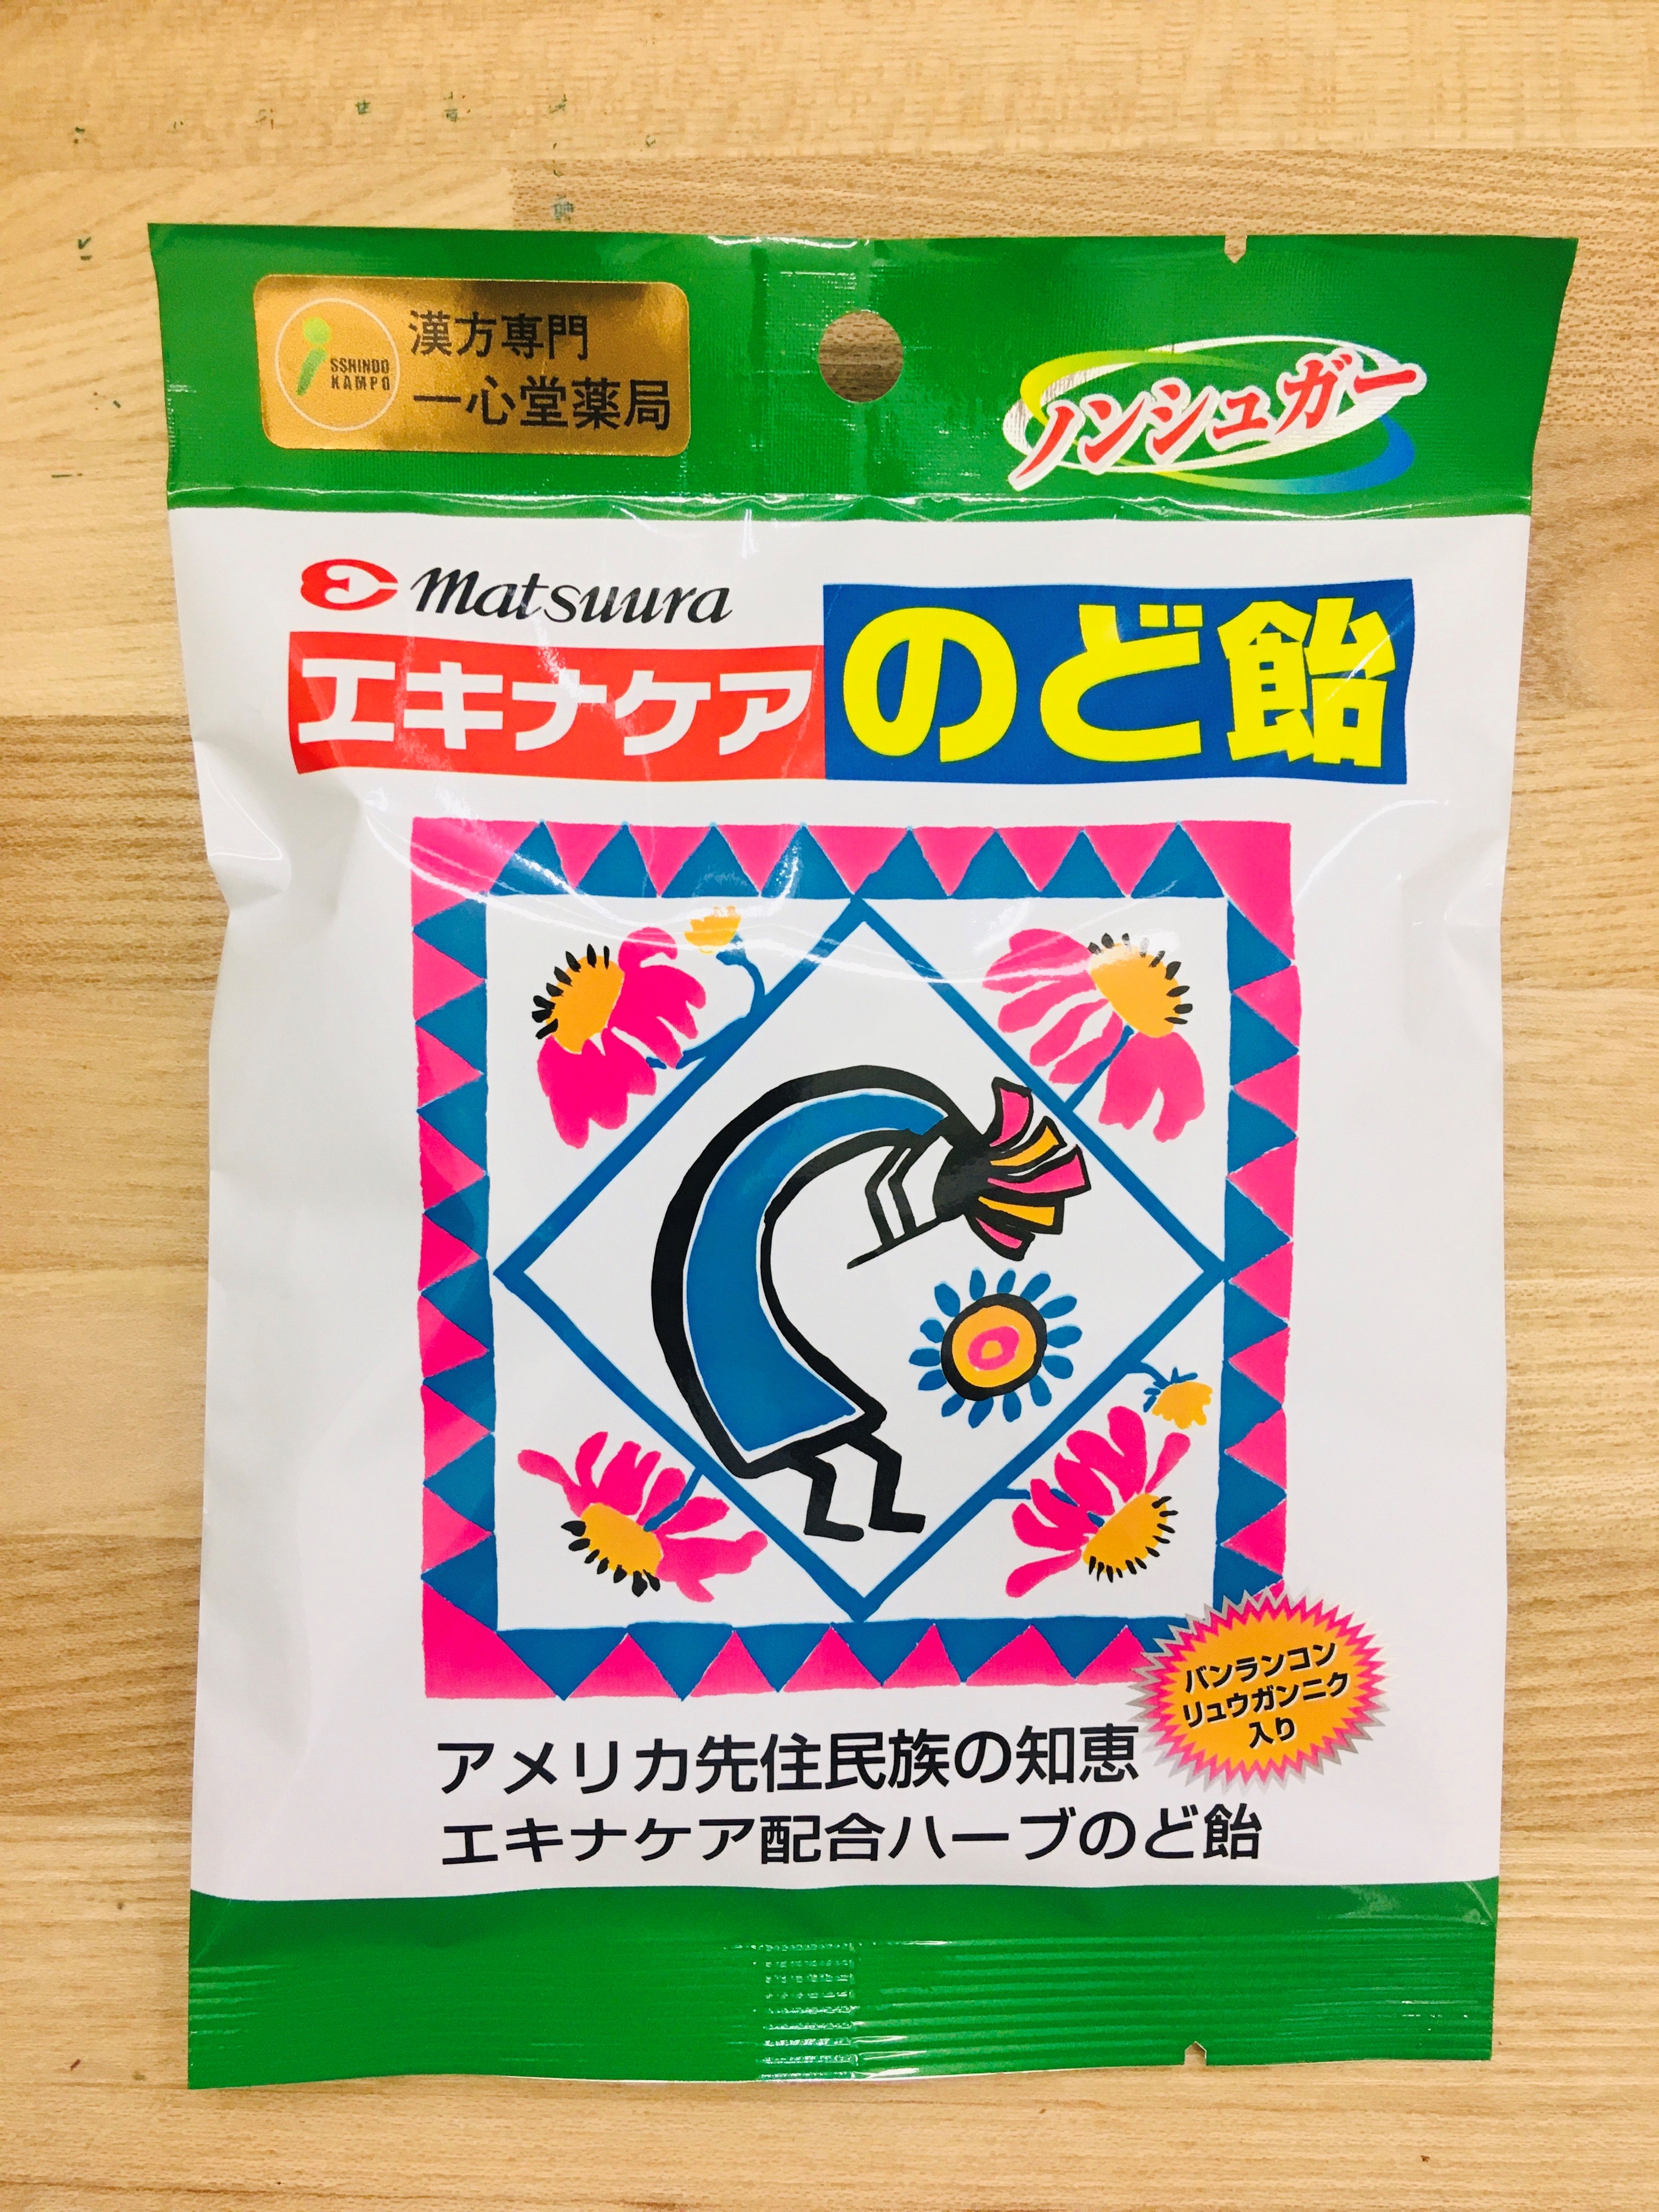 漢方専門
SSHINDO
KAMPO
一心堂薬局
ノンシュガー
matsuura
エキナケア
のど飴
バンランコン
リュウガンニク
入り
アメリカ先住民族の知恵
エキナケア配合ハーブのど飴